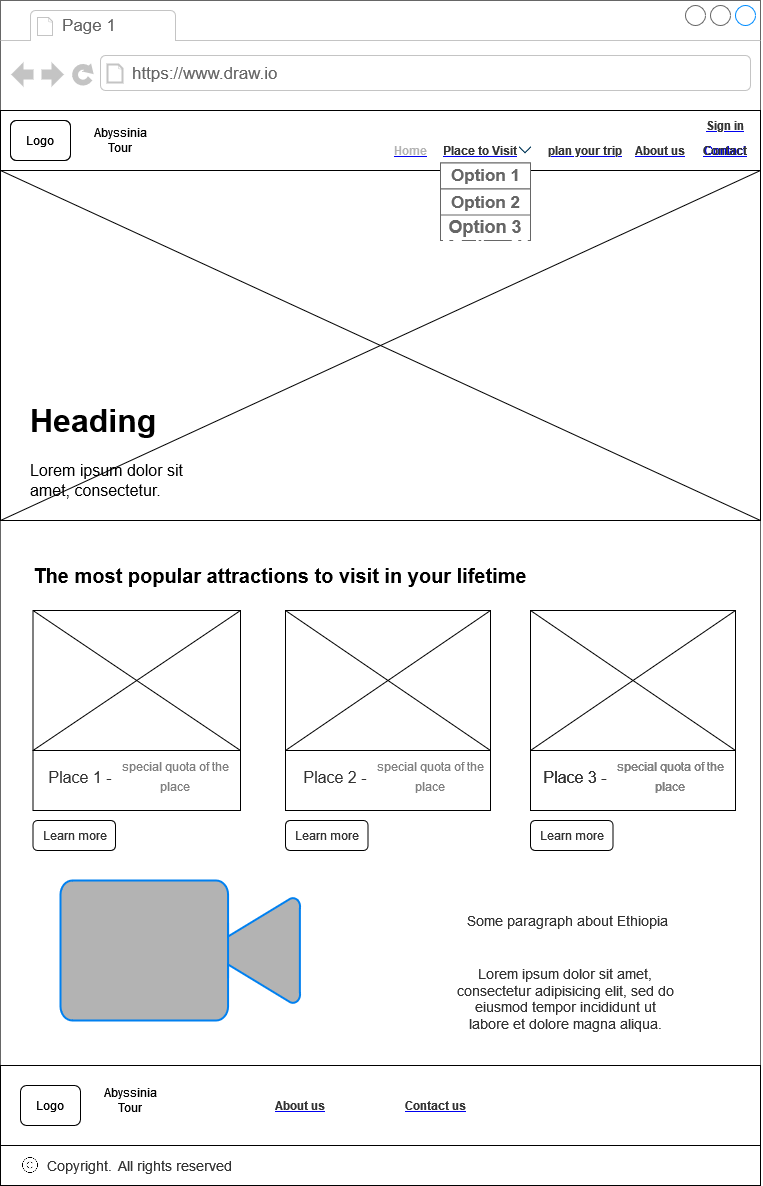 Page 1
https://www.draw.io
Logo
Abyssinia
Tour
Sign in
Home
Place to Visit
plan your trip
About us
Contact
Option 1
Option 2
Option 3
Heading
Lorem ipsum dolor sit
amet, consectetur.
The most popular attractions to visit in your lifetime
Place 1 -
special quota of the
place
Place 2 -
special quota of the
place
Place 3 -
special quota of the
place
Learn more
Learn more
Learn more
Some paragraph about Ethiopia
Lorem ipsum dolor sit amet,
consectetur adipisicing elit, sed do
eiusmod tempor incididunt ut
labore et dolore magna aliqua.
Logo
Abyssinia
Tour
About us
Contact us
© Copyright. All rights reserved